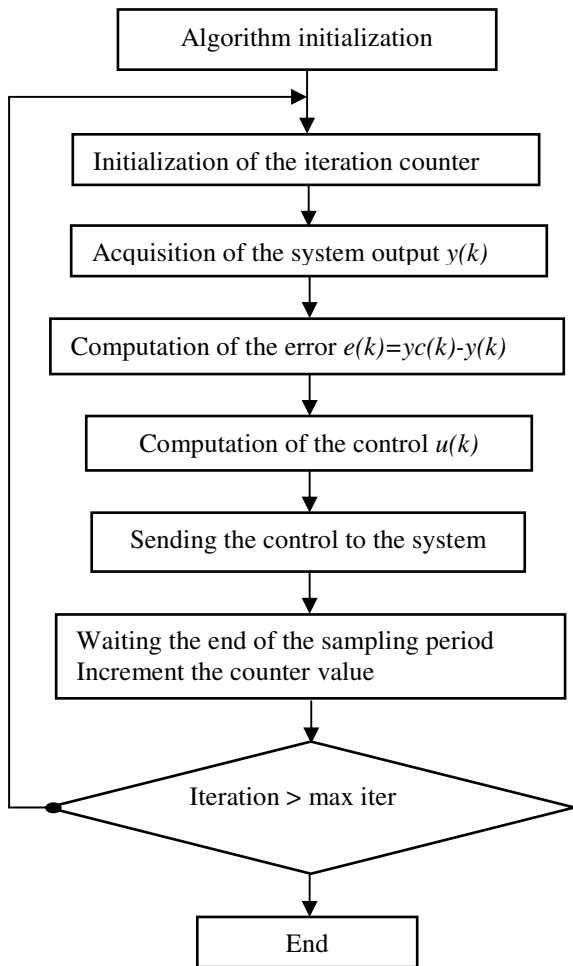 Algorithm initialization
Initialization of the iteration counter
Acquisition of the system output y(k)
Computation of the error e(k)=yc(k)-y(k)
Computation of the control u(k)
Sending the control to the system
Waiting the end of the sampling period
Increment the counter value
Iteration > max iter
End